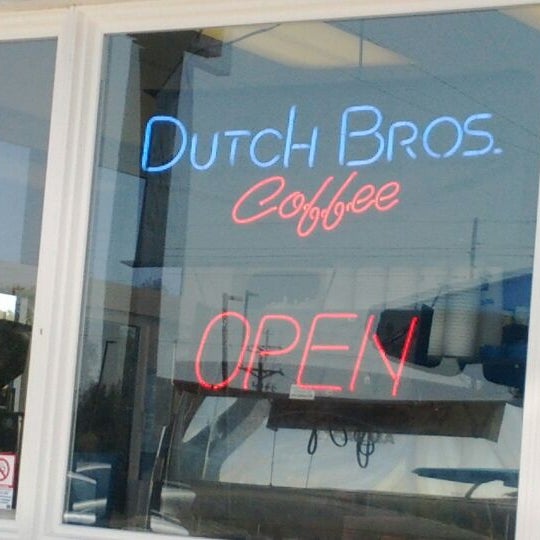 DUTCH BROS.
Coffee
OPEN